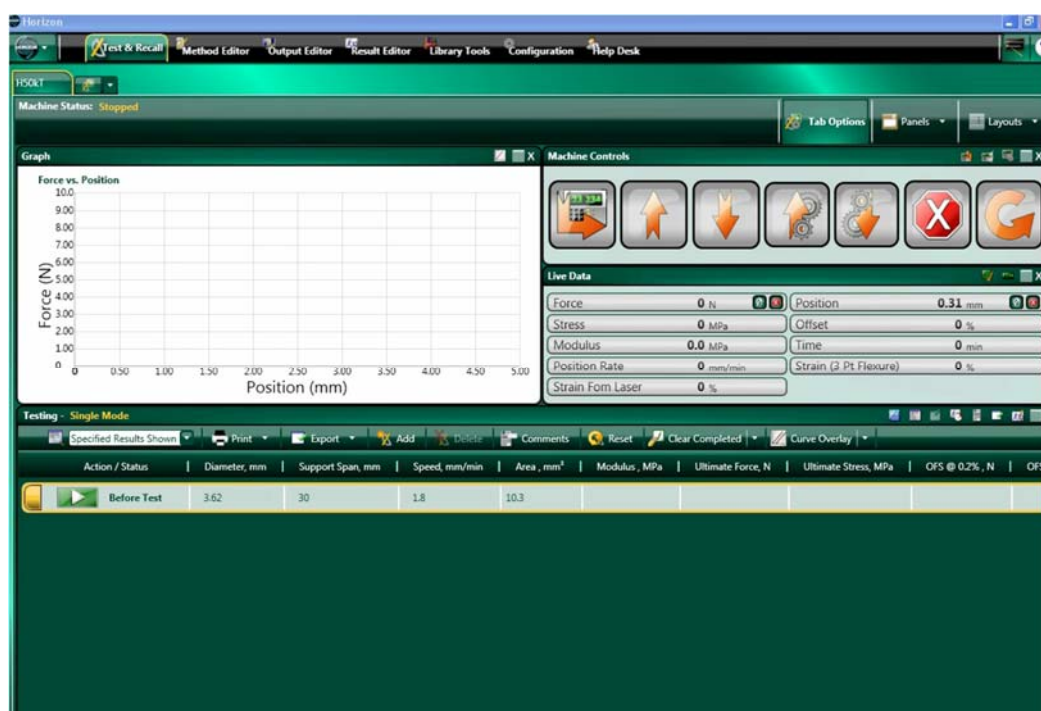 Horizon
Test & Recall Method Editor Output Editor Result Editor Library Tools Configuration Help Desk
H50kT
Machine Status: Stopped
Tab Options Panels Layouts
Graph X Machine Controls X
Force vs. Position
10.0
9.00
8.00
7.00
6.00
5.00
4.00
3.00
2.00
1.00
0
Force (N)
0 0.50 1.00 1.50 2.00 2.50 3.00 3.50 4.00 4.50 5.00
Position (mm)
Live Data X
Force 0 N Position 0.31 mm
Stress 0 MPa Offset 0 %
Modulus 0.0 MPa Time 0 min
Position Rate 0 mm/min Strain (3 Pt Flexure) 0 %
Strain Fom Laser 0 %
Testing - Single Mode
Specified Results Shown Print Export Add Delete Comments Reset Clear Completed Curve Overlay
Action / Status Diameter, mm Support Span, mm Speed, mm/min Area , mm² Modulus , MPa Ultimate Force, N Ultimate Stress, MPa OFS @ 0.2% , N OFS
Before Test 3.62 30 1.8 10.3